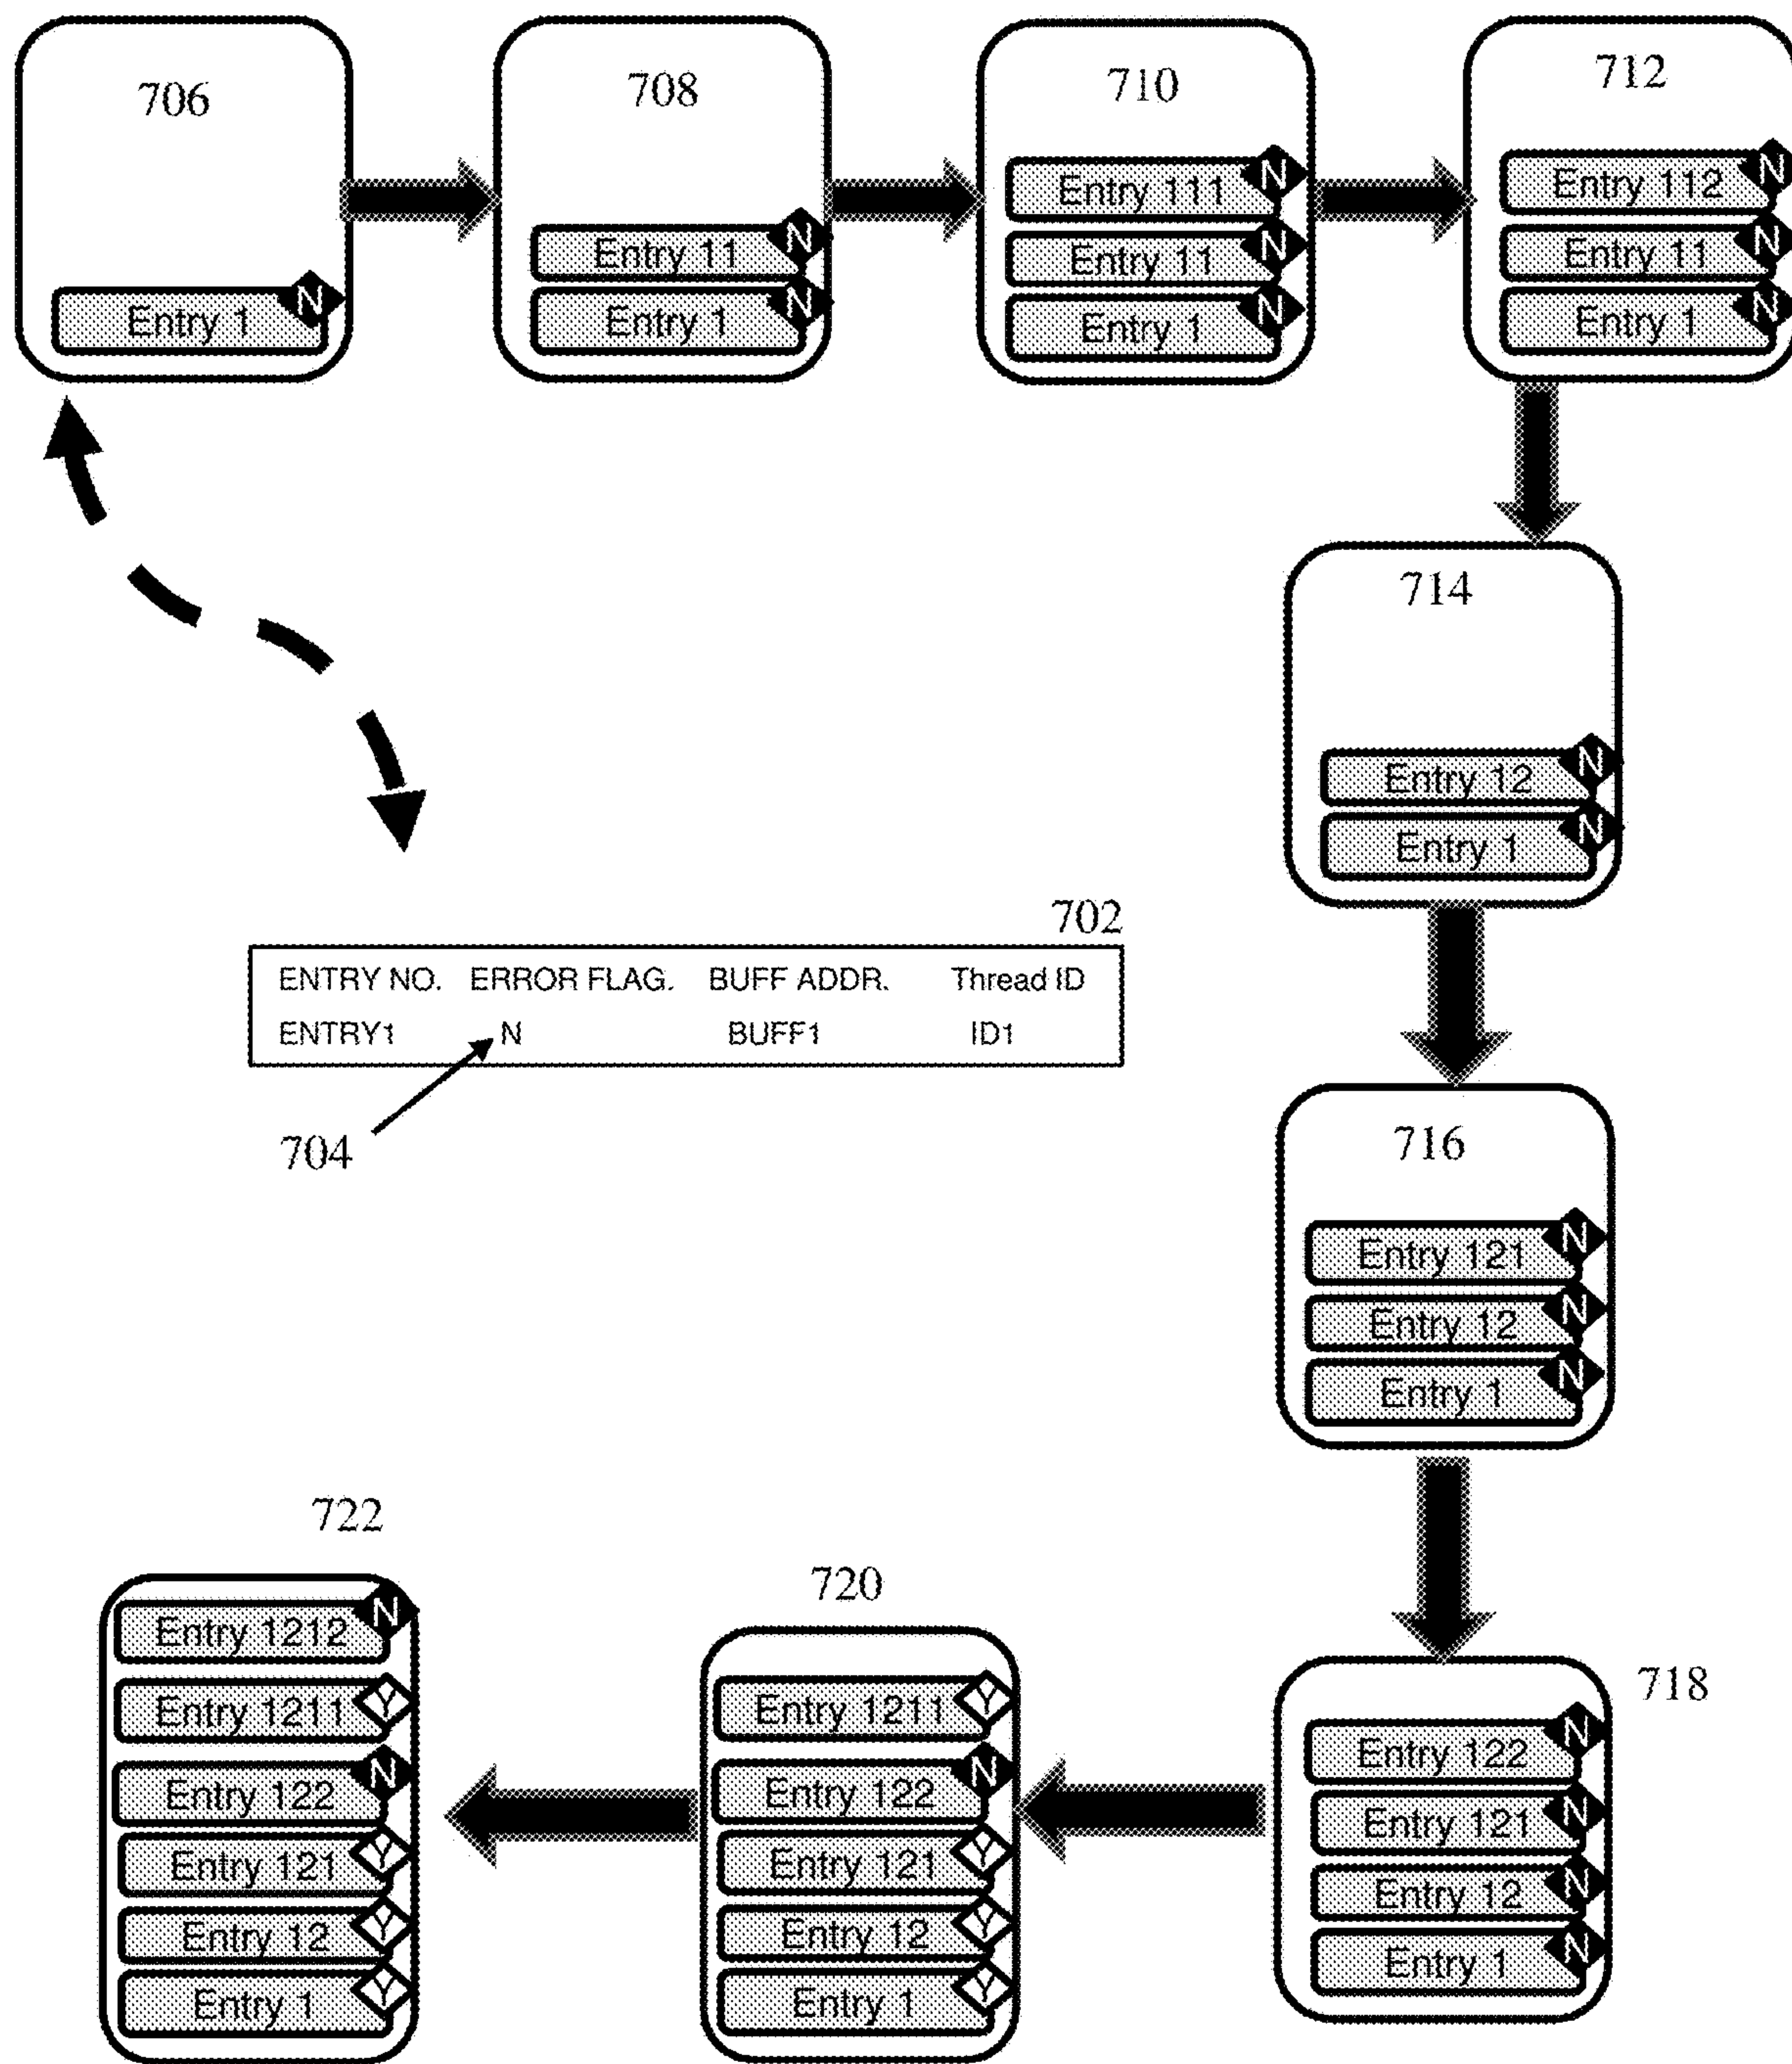 706
Entry 1 N
708
Entry 11 N
Entry 1 N
710
Entry 111 N
Entry 11 N
Entry 1 N
712
Entry 112 N
Entry 11 N
Entry 1 N
714
Entry 12 N
Entry 1 N
702
ENTRY NO. ERROR FLAG. BUFF ADDR. Thread ID
ENTRY1 N BUFF1 ID1
704
716
Entry 121 N
Entry 12 N
Entry 1 N
718
Entry 122 N
Entry 121 N
Entry 12 N
Entry 1 N
720
Entry 1211 Y
Entry 122 N
Entry 121 Y
Entry 12 Y
Entry 1 Y
722
Entry 1212 N
Entry 1211 Y
Entry 122 N
Entry 121 Y
Entry 12 Y
Entry 1 Y